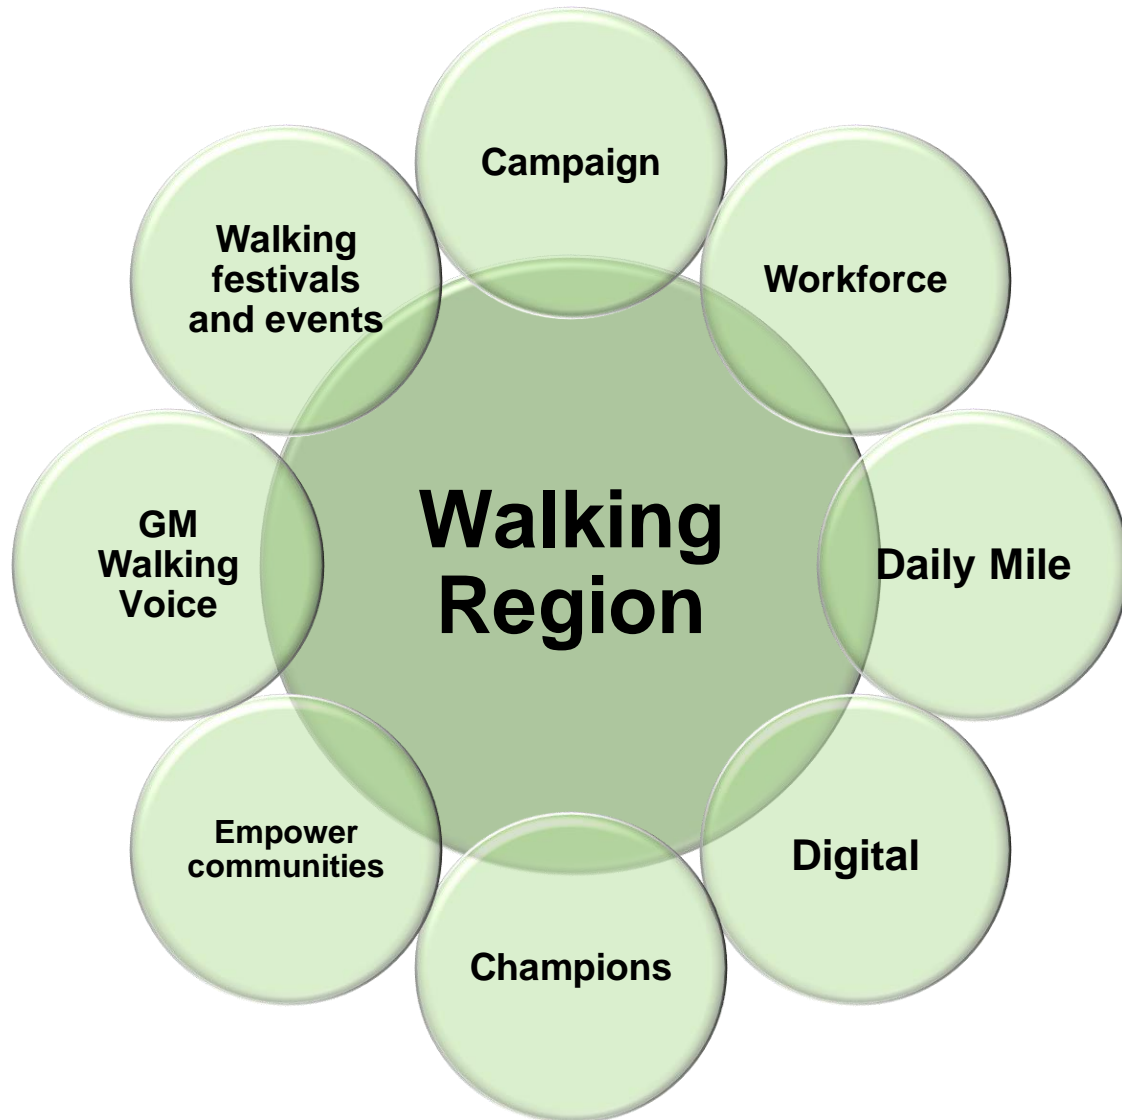 Campaign
Workforce
Daily Mile
Digital
Champions
Empower
communities
GM
Walking
Voice
Walking
festivals
and events
Walking
Region